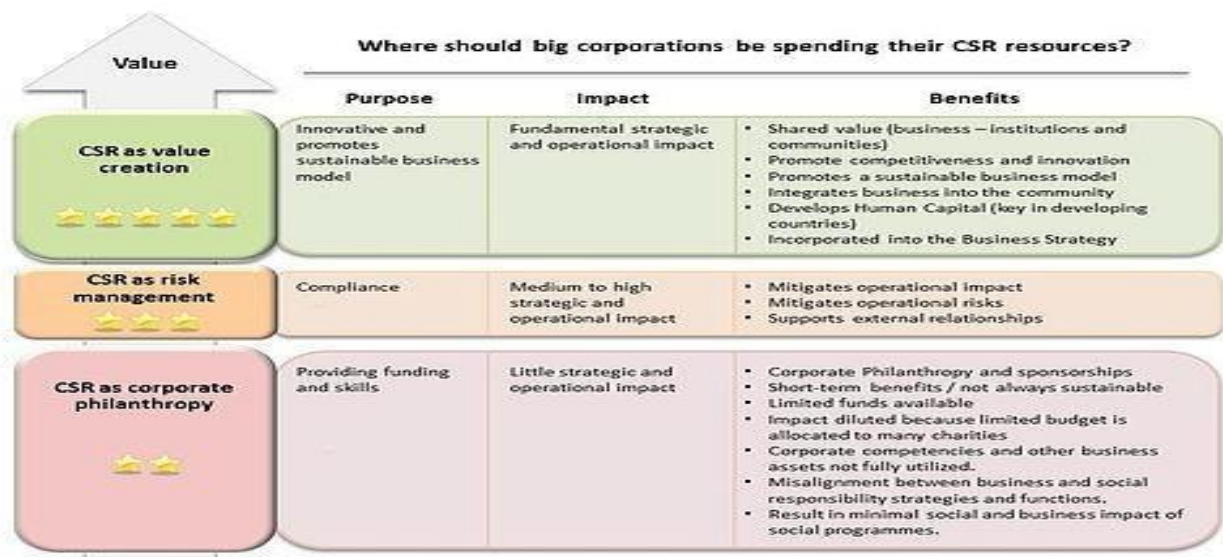 Value
Where should big corporations be spending their CSR resources?
Purpose
Impact
Benefits
CSR as value
creation
Innovative and
promotes
sustainable business
model
Fundamental strategic
and operational impact
• Shared value (business – institutions and
communities)
• Promote competitiveness and innovation
• Promotes a sustainable business model
• Integrates business into the community
• Develops Human Capital (key in developing
countries)
• Incorporated into the Business Strategy
CSR as risk
management
Compliance
Medium to high
strategic and
operational impact
• Mitigates operational impact
• Mitigates operational risks
• Supports external relationships
CSR as corporate
philanthropy
Providing funding
and skills
Little strategic and
operational impact
• Corporate Philanthropy and sponsorships
• Short-term benefits / not always sustainable
• Limited funds available
• Impact diluted because limited budget is
allocated to many charities
• Corporate competencies and other business
assets not fully utilized.
• Misalignment between business and social
responsibility strategies and functions.
• Result in minimal social and business impact of
social programmes.